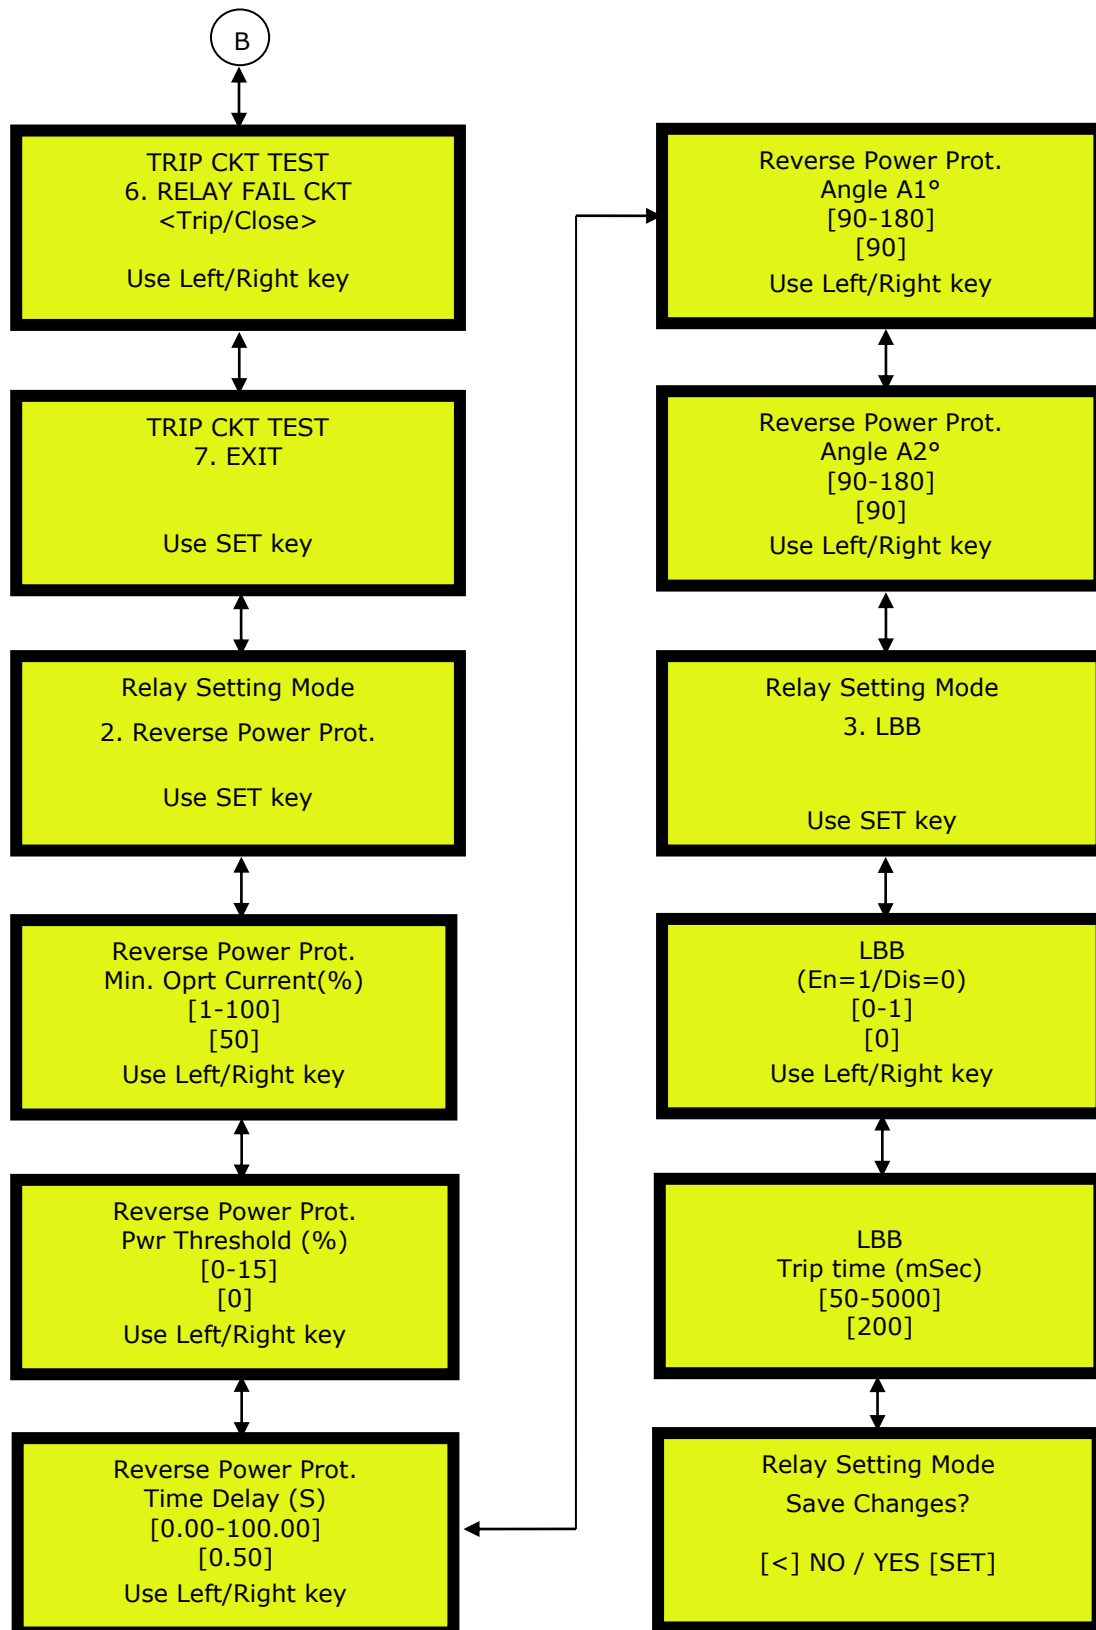 B
TRIP CKT TEST
6. RELAY FAIL CKT
<Trip/Close>
Use Left/Right key
TRIP CKT TEST
7. EXIT
Use SET key
Relay Setting Mode
2. Reverse Power Prot.
Use SET key
Reverse Power Prot.
Min. Oprt Current(%)
[1-100]
[50]
Use Left/Right key
Reverse Power Prot.
Pwr Threshold (%)
[0-15]
[0]
Use Left/Right key
Reverse Power Prot.
Time Delay (S)
[0.00-100.00]
[0.50]
Use Left/Right key
Reverse Power Prot.
Angle A1°
[90-180]
[90]
Use Left/Right key
Reverse Power Prot.
Angle A2°
[90-180]
[90]
Use Left/Right key
Relay Setting Mode
3. LBB
Use SET key
LBB
(En=1/Dis=0)
[0-1]
[0]
Use Left/Right key
LBB
Trip time (mSec)
[50-5000]
[200]
Relay Setting Mode
Save Changes?
[<] NO / YES [SET]